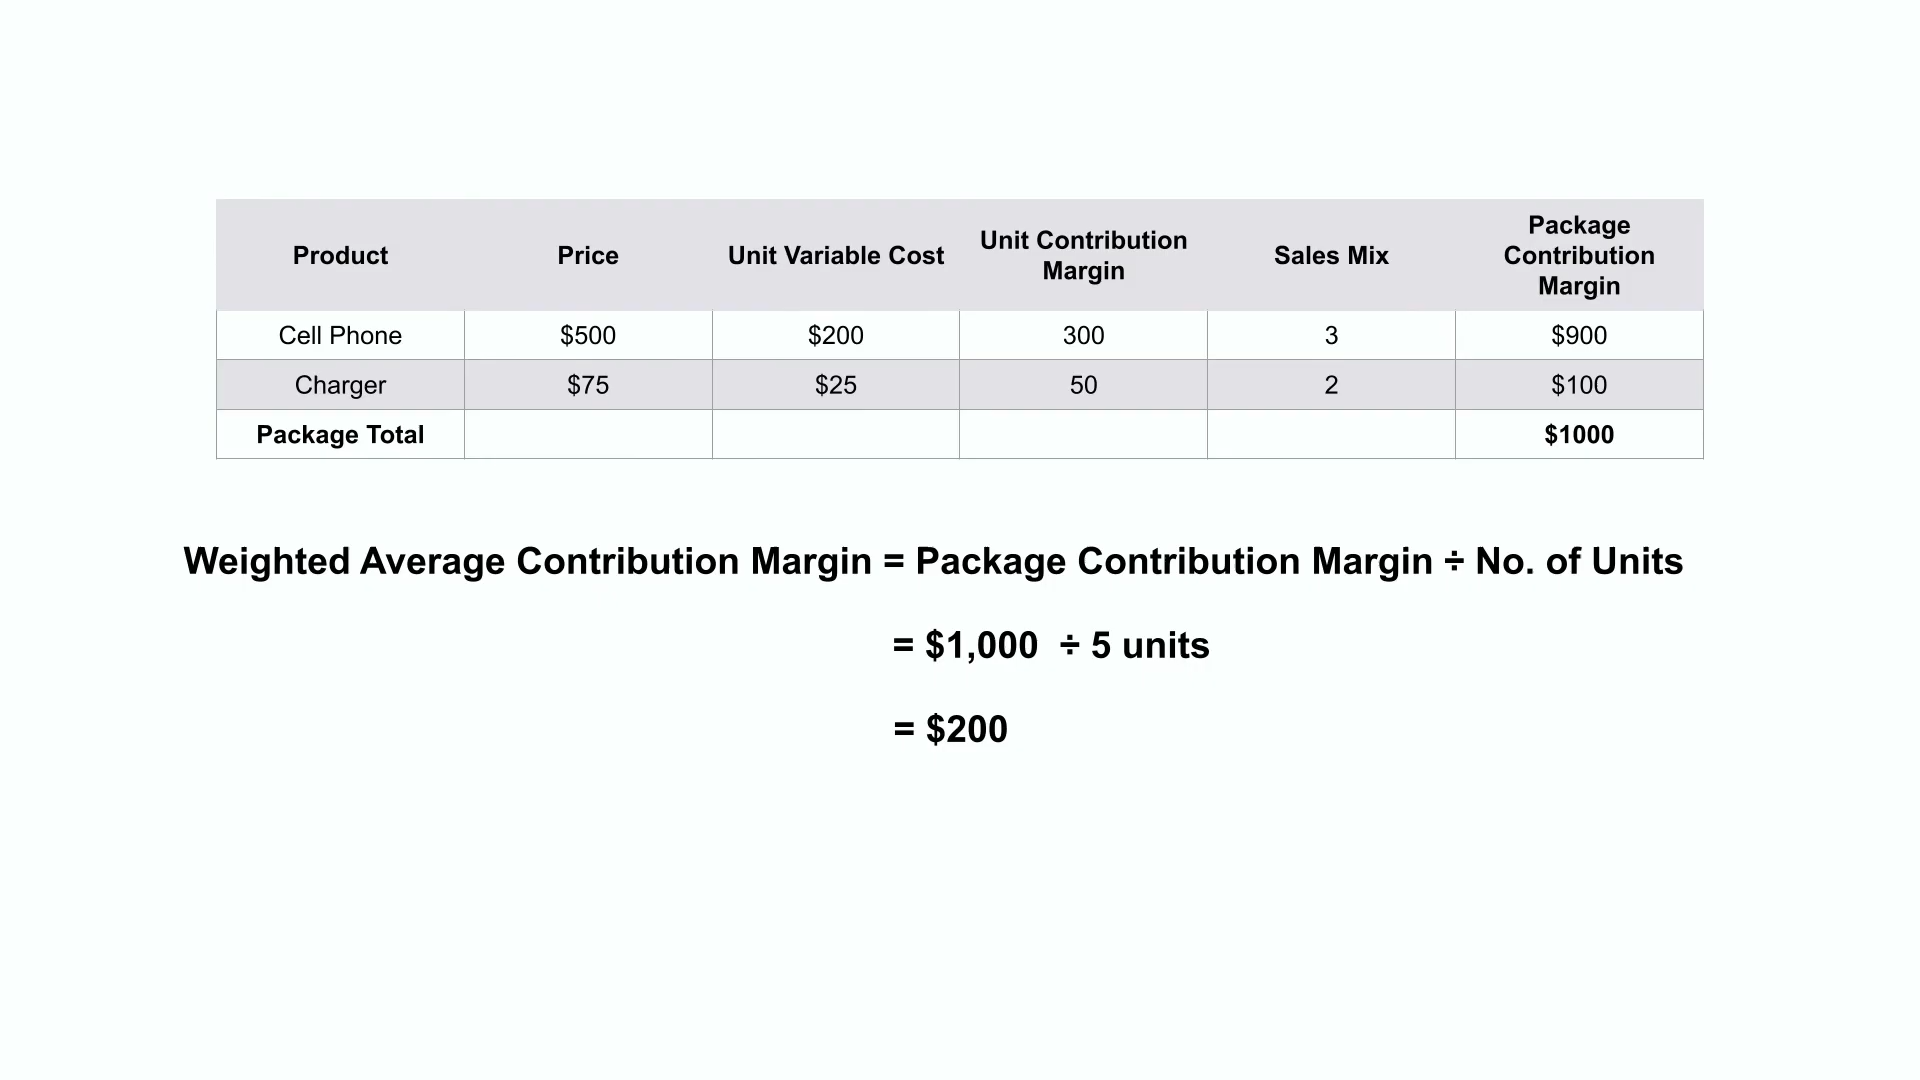 Product Price Unit Variable Cost Unit Contribution Margin Sales Mix Package Contribution Margin
Cell Phone $500 $200 300 3 $900
Charger $75 $25 50 2 $100
Package Total $1000
Weighted Average Contribution Margin = Package Contribution Margin ÷ No. of Units
= $1,000 ÷ 5 units
= $200